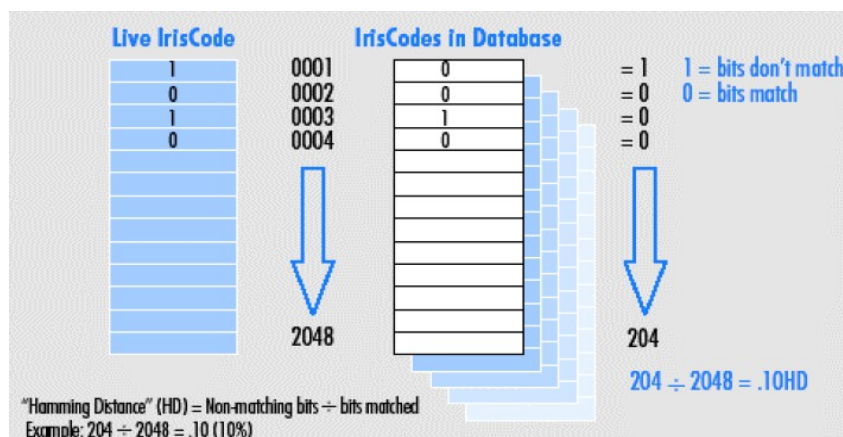 Live IrisCode IrisCodes in Database
1 0001 0 = 1 1 = bits don't match
0 0002 0 = 0 0 = bits match
1 0003 1 = 0
0 0004 0 = 0
2048 204
204 ÷ 2048 = .10HD
"Hamming Distance" (HD) = Non-matching bits ÷ bits matched
Example: 204 ÷ 2048 = .10 (10%)